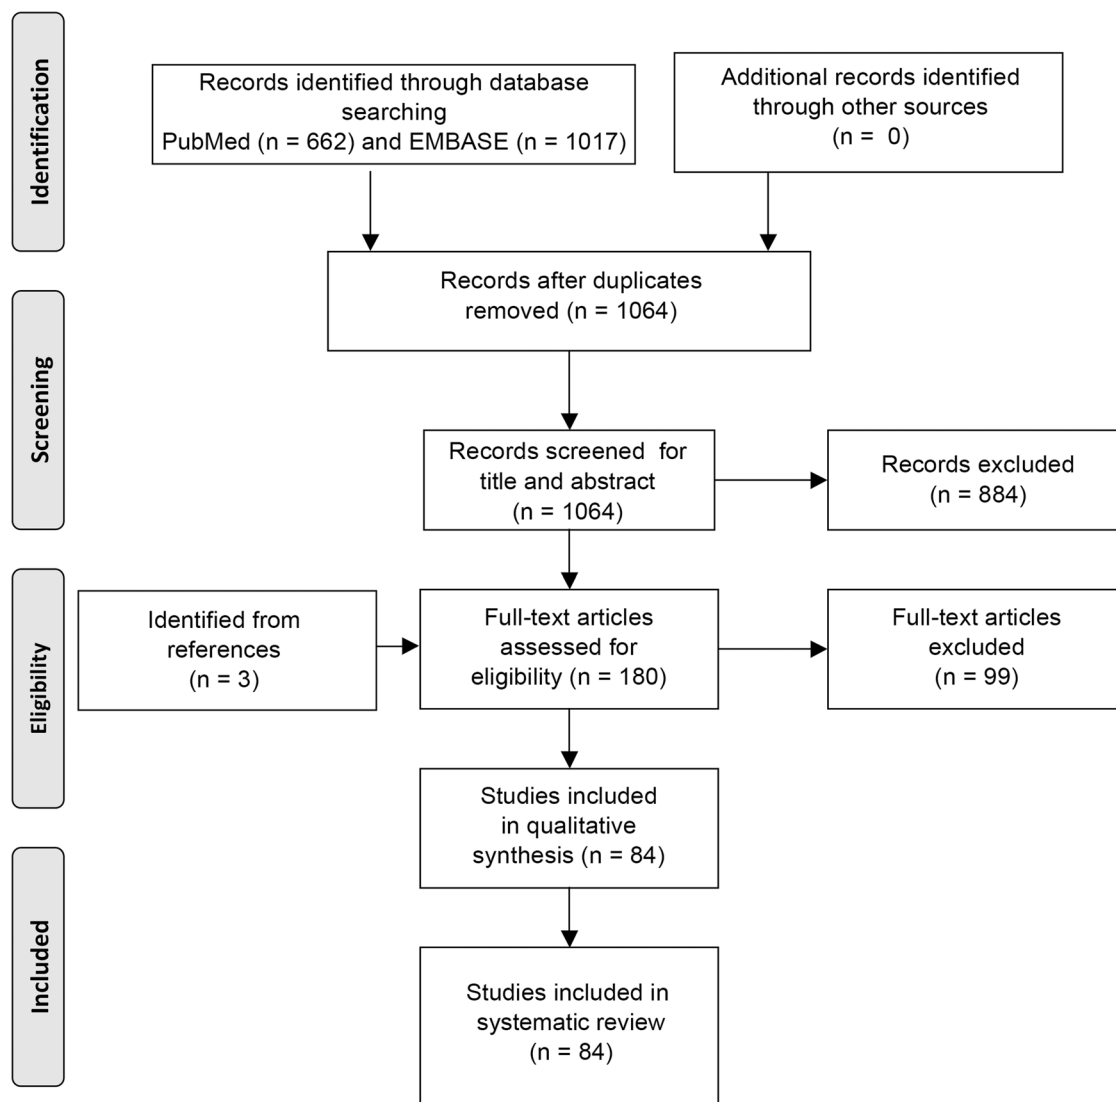 Identification
Records identified through database
searching
PubMed (n = 662) and EMBASE (n = 1017)
Additional records identified
through other sources
(n = 0)
Records after duplicates
removed (n = 1064)
Screening
Records screened for
title and abstract
(n = 1064)
Records excluded
(n = 884)
Eligibility
Identified from
references
(n = 3)
Full-text articles
assessed for
eligibility (n = 180)
Full-text articles
excluded
(n = 99)
Studies included
in qualitative
synthesis (n = 84)
Included
Studies included in
systematic review
(n = 84)